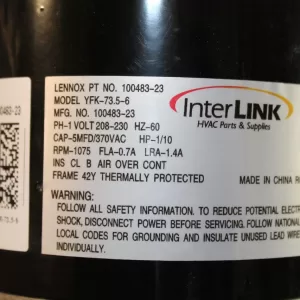 LENNOX PT NO. 100483-23
MODEL YFK-73.5-6
MFG. NO. 100483-23
PH-1 VOLT 208-230 HZ-60
CAP-5MFD/370VAC HP-1/10
RPM-1075 FLA-0.7A LRA-1.4A
INS CL B AIR OVER CONT
FRAME 42Y THERMALLY PROTECTED
InterLINK
HVAC Parts & Supplies
MADE IN CHINA
WARNING:
FOLLOW ALL SAFETY INFORMATION. TO REDUCE POTENTIAL
SHOCK, DISCONNECT POWER BEFORE SERVICING. FOLLOW
LOCAL CODES FOR GROUNDING AND INSULATE UNUSED LEAD
INDIVIDUALLY.